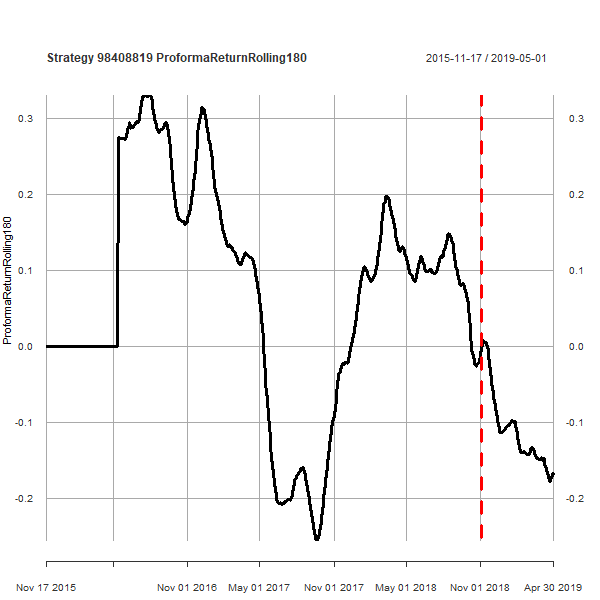 Strategy 98408819 ProformaReturnRolling180
2015-11-17 / 2019-05-01
ProformaReturnRolling180
0.3
0.2
0.1
0.0
-0.1
-0.2
0.3
0.2
0.1
0.0
-0.1
-0.2
Nov 17 2015
Nov 01 2016
May 01 2017
Nov 01 2017
May 01 2018
Nov 01 2018
Apr 30 2019